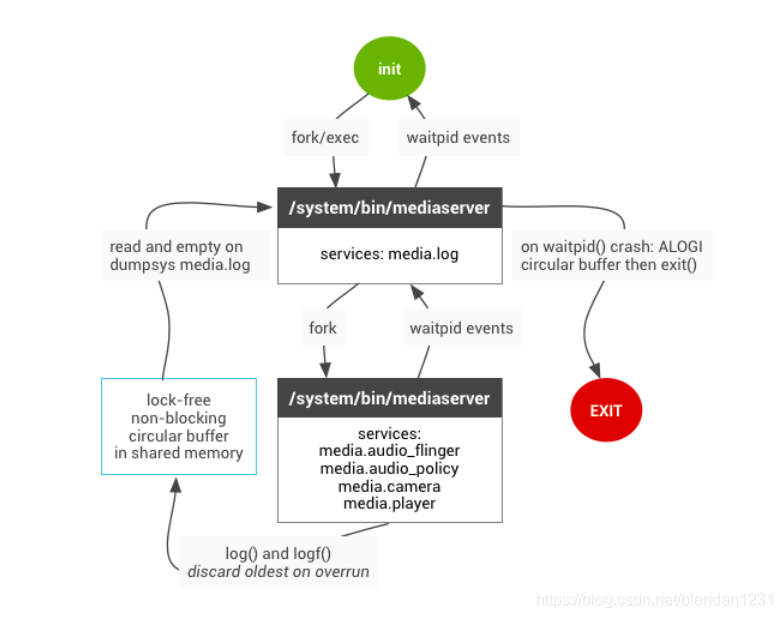 init
fork/exec
waitpid events
/system/bin/mediaserver
services: media.log
read and empty on
dumpsys media.log
on waitpid() crash: ALOGI
circular buffer then exit()
fork
waitpid events
/system/bin/mediaserver
services:
media.audio_flinger
media.audio_policy
media.camera
media.player
lock-free
non-blocking
circular buffer
in shared memory
EXIT
log() and logf()
discard oldest on overrun
https://blog.csdn.net/biandan1231